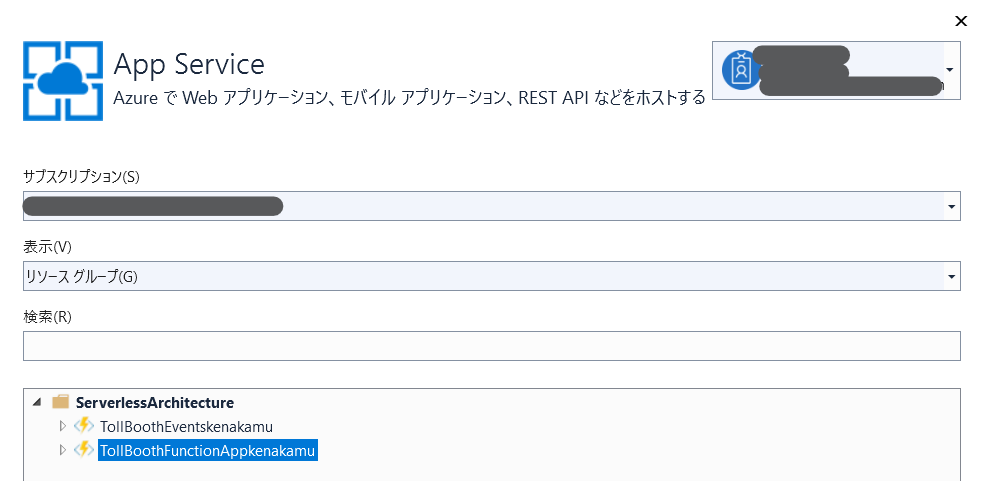 App Service
Azure で Web アプリケーション、モバイル アプリケーション、REST API などをホストする
サブスクリプション(S)
表示(V)
リソース グループ(G)
検索(R)
ServerlessArchitecture
TollBoothEventskenakamu
TollBoothFunctionAppkenakamu